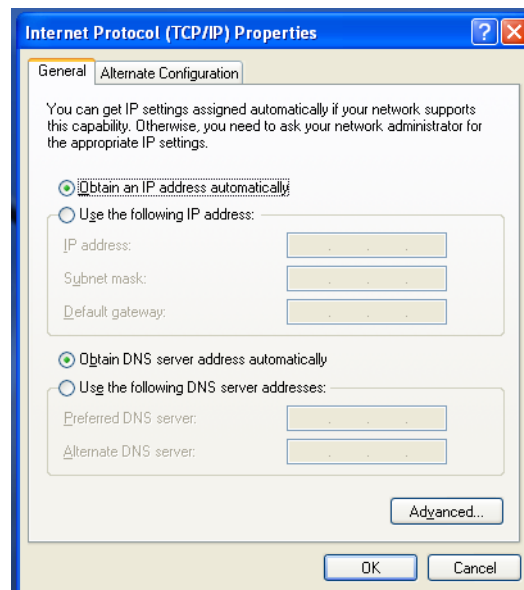 Internet Protocol (TCP/IP) Properties
General
Alternate Configuration
You can get IP settings assigned automatically if your network supports
this capability. Otherwise, you need to ask your network administrator for
the appropriate IP settings.
Obtain an IP address automatically
Use the following IP address:
IP address:
Subnet mask:
Default gateway:
Obtain DNS server address automatically
Use the following DNS server addresses:
Preferred DNS server:
Alternate DNS server:
Advanced...
OK
Cancel